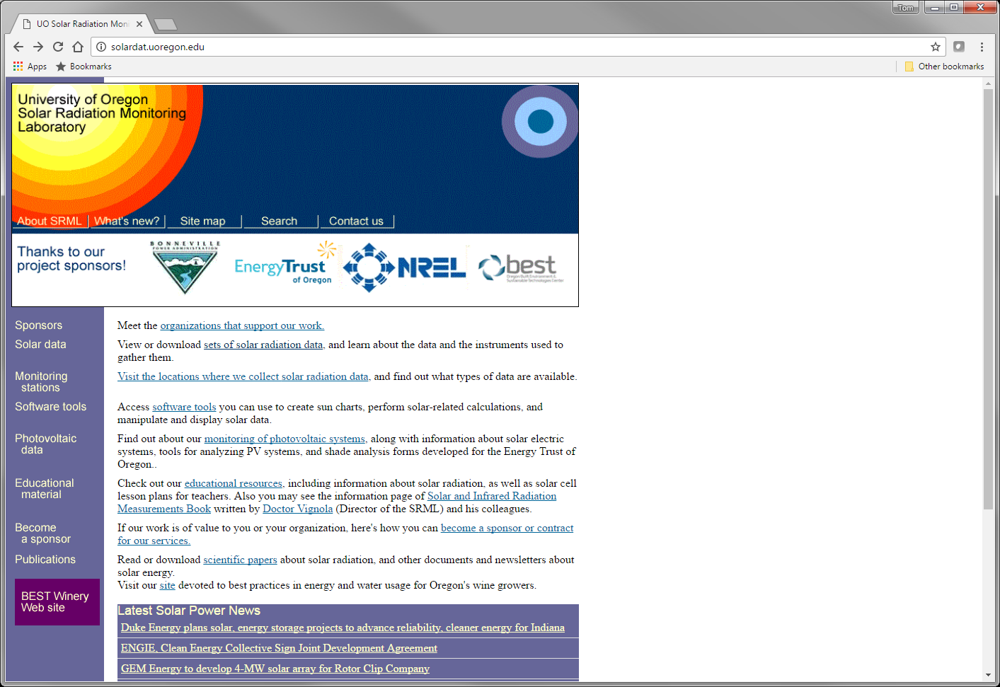 Tom
UO Solar Radiation Moni
solardat.uoregon.edu
Apps
Bookmarks
Other bookmarks
University of Oregon
Solar Radiation Monitoring
Laboratory
About SRML
What's new?
Site map
Search
Contact us
Thanks to our
project sponsors!
BONNEVILLE
POWER ADMINISTRATION
EnergyTrust
of Oregon
NREL
best
Oregon Built Environment &
Sustainable Technologies Center
Sponsors
Meet the organizations that support our work.
Solar data
View or download sets of solar radiation data, and learn about the data and the instruments used to
gather them.
Monitoring
stations
Visit the locations where we collect solar radiation data, and find out what types of data are available.
Software tools
Access software tools you can use to create sun charts, perform solar-related calculations, and
manipulate and display solar data.
Photovoltaic
data
Find out about our monitoring of photovoltaic systems, along with information about solar electric
systems, tools for analyzing PV systems, and shade analysis forms developed for the Energy Trust of
Oregon..
Educational
material
Check out our educational resources, including information about solar radiation, as well as solar cell
lesson plans for teachers. Also you may see the information page of Solar and Infrared Radiation
Measurements Book written by Doctor Vignola (Director of the SRML) and his colleagues.
Become
a sponsor
If our work is of value to you or your organization, here's how you can become a sponsor or contract
for our services.
Publications
Read or download scientific papers about solar radiation, and other documents and newsletters about
solar energy.
Visit our site devoted to best practices in energy and water usage for Oregon's wine growers.
BEST Winery
Web site
Latest Solar Power News
Duke Energy plans solar, energy storage projects to advance reliability, cleaner energy for Indiana
ENGIE, Clean Energy Collective Sign Joint Development Agreement
GEM Energy to develop 4-MW solar array for Rotor Clip Company